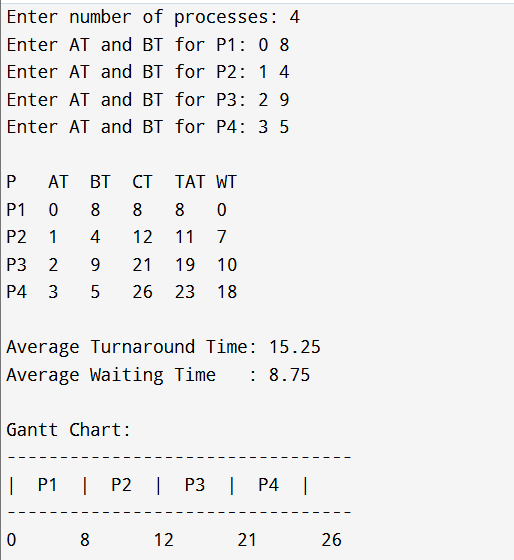 Enter number of processes: 4
Enter AT and BT for P1: 0 8
Enter AT and BT for P2: 1 4
Enter AT and BT for P3: 2 9
Enter AT and BT for P4: 3 5

P   AT  BT  CT  TAT WT
P1  0   8   8   8   0
P2  1   4   12  11  7
P3  2   9   21  19  10
P4  3   5   26  23  18

Average Turnaround Time: 15.25
Average Waiting Time   : 8.75

Gantt Chart:
---------------------------------
|  P1  |  P2  |  P3  |  P4  |
---------------------------------
0      8      12      21      26